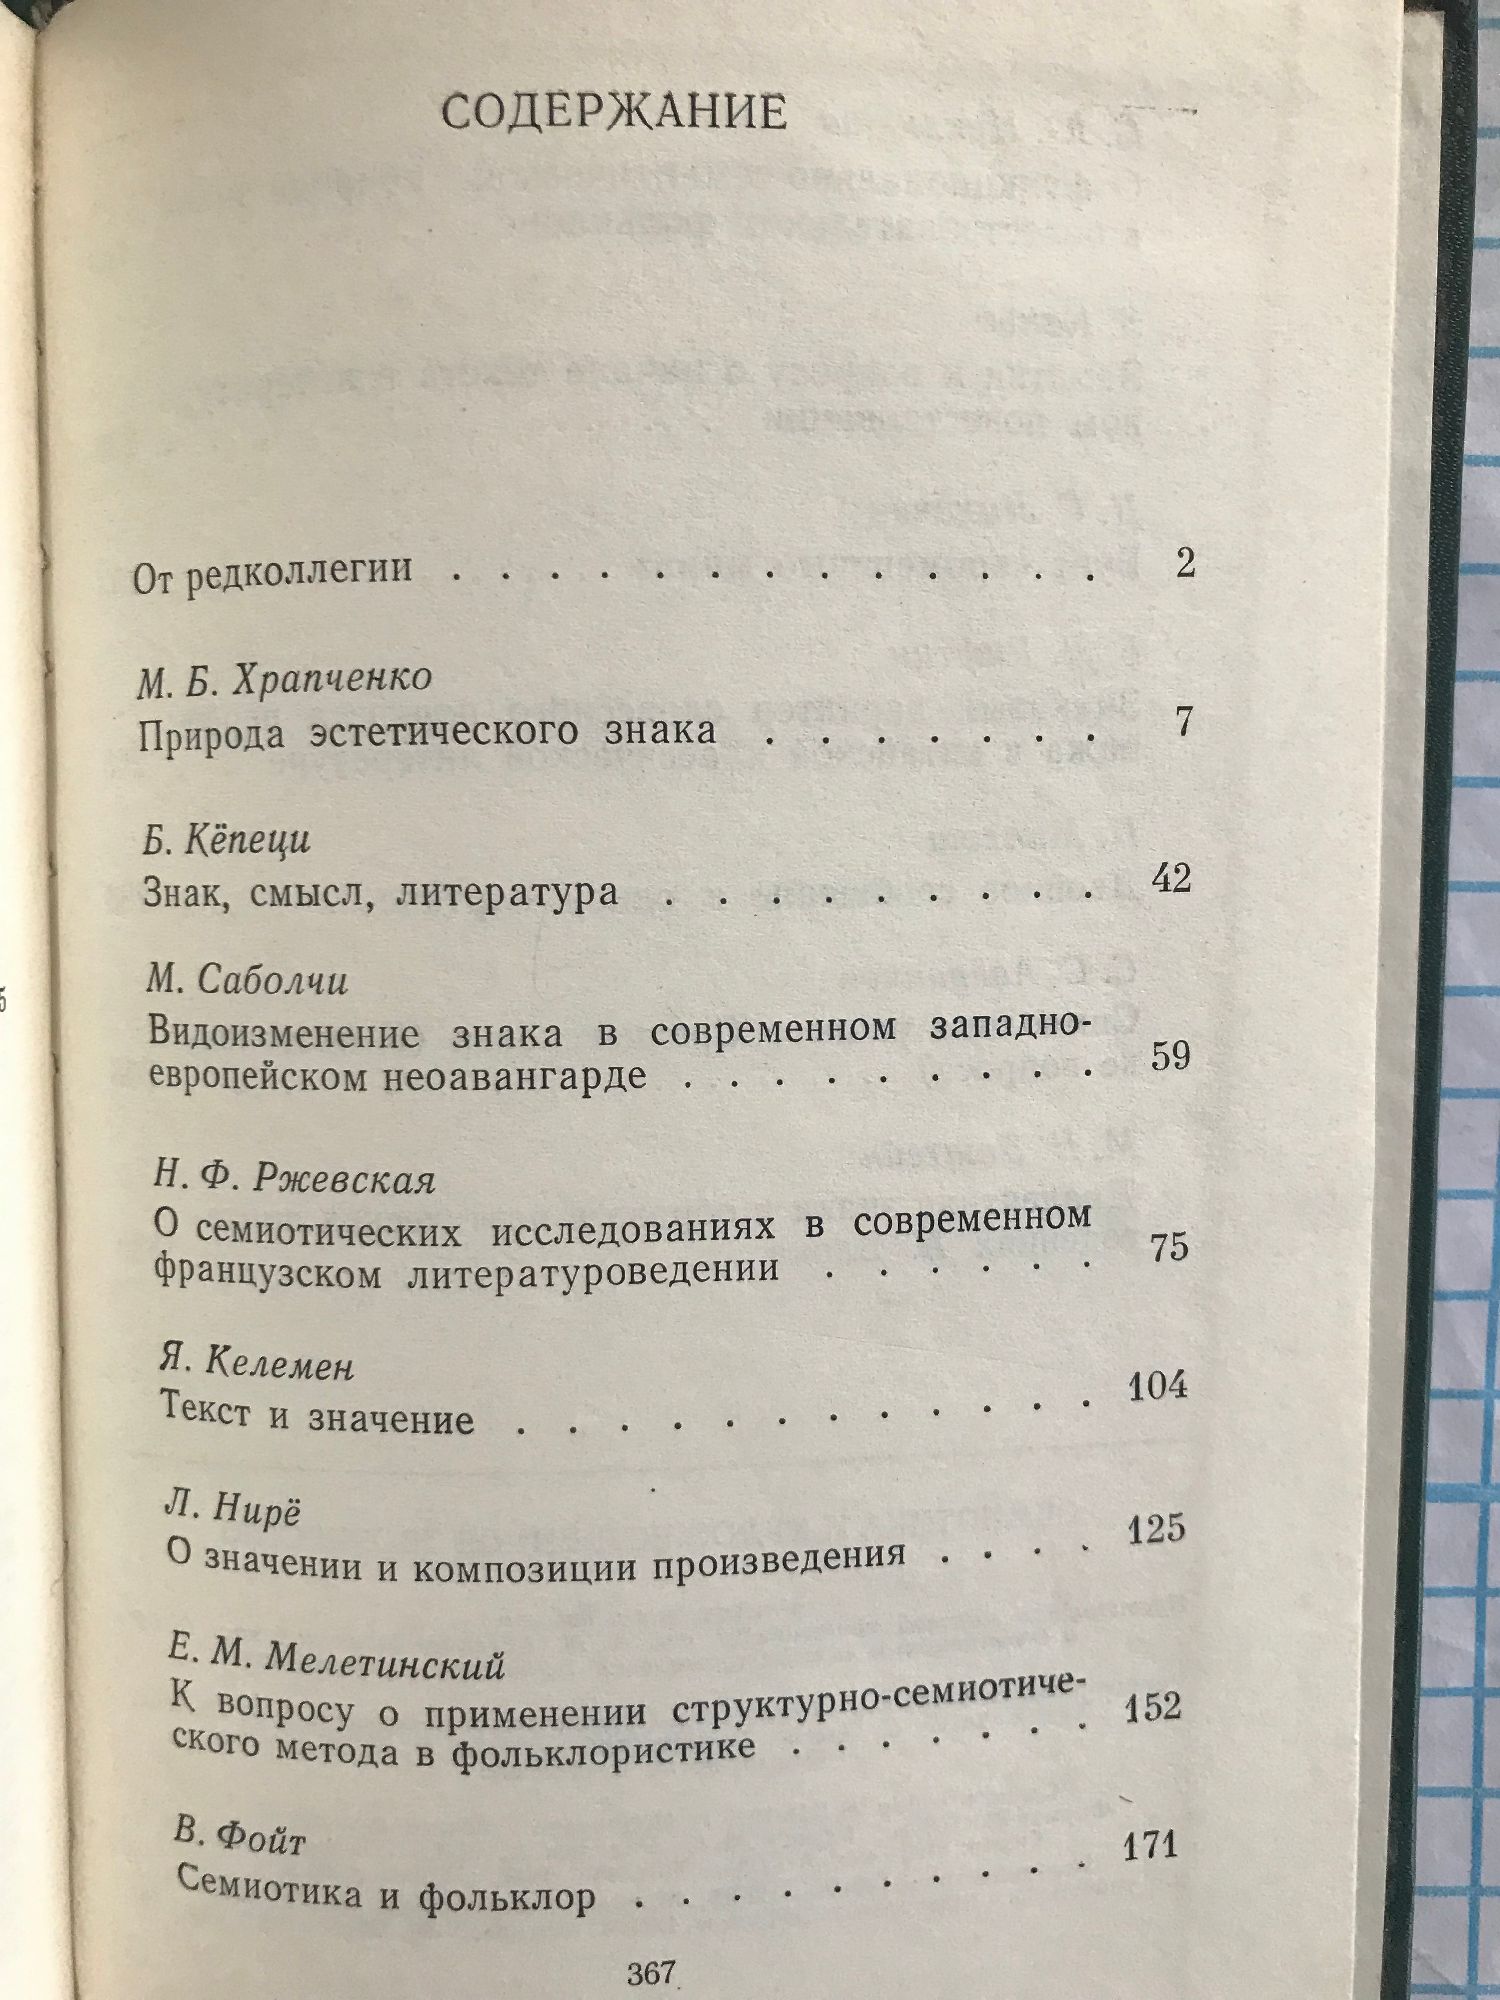 СОДЕРЖАНИЕ
От редколлегии . . . . . . . . . . . . . 2
М. Б. Храпченко
Природа эстетического знака . . . . . . . 7
Б. Кёпеци
Знак, смысл, литература . . . . . . . . . 42
М. Саболчи
Видоизменение знака в современном западно-
европейском неоавангарде . . . . . . . . . 59
Н. Ф. Ржевская
О семиотических исследованиях в современном
французском литературоведении . . . . . . 75
Я. Келемен
Текст и значение . . . . . . . . . . . . 104
Л. Нирё
О значении и композиции произведения . . . . 125
Е. М. Мелетинский
К вопросу о применении структурно-семиотиче-
ского метода в фольклористике . . . . . . . 152
В. Фойт
Семиотика и фольклор . . . . . . . . . . 171
367